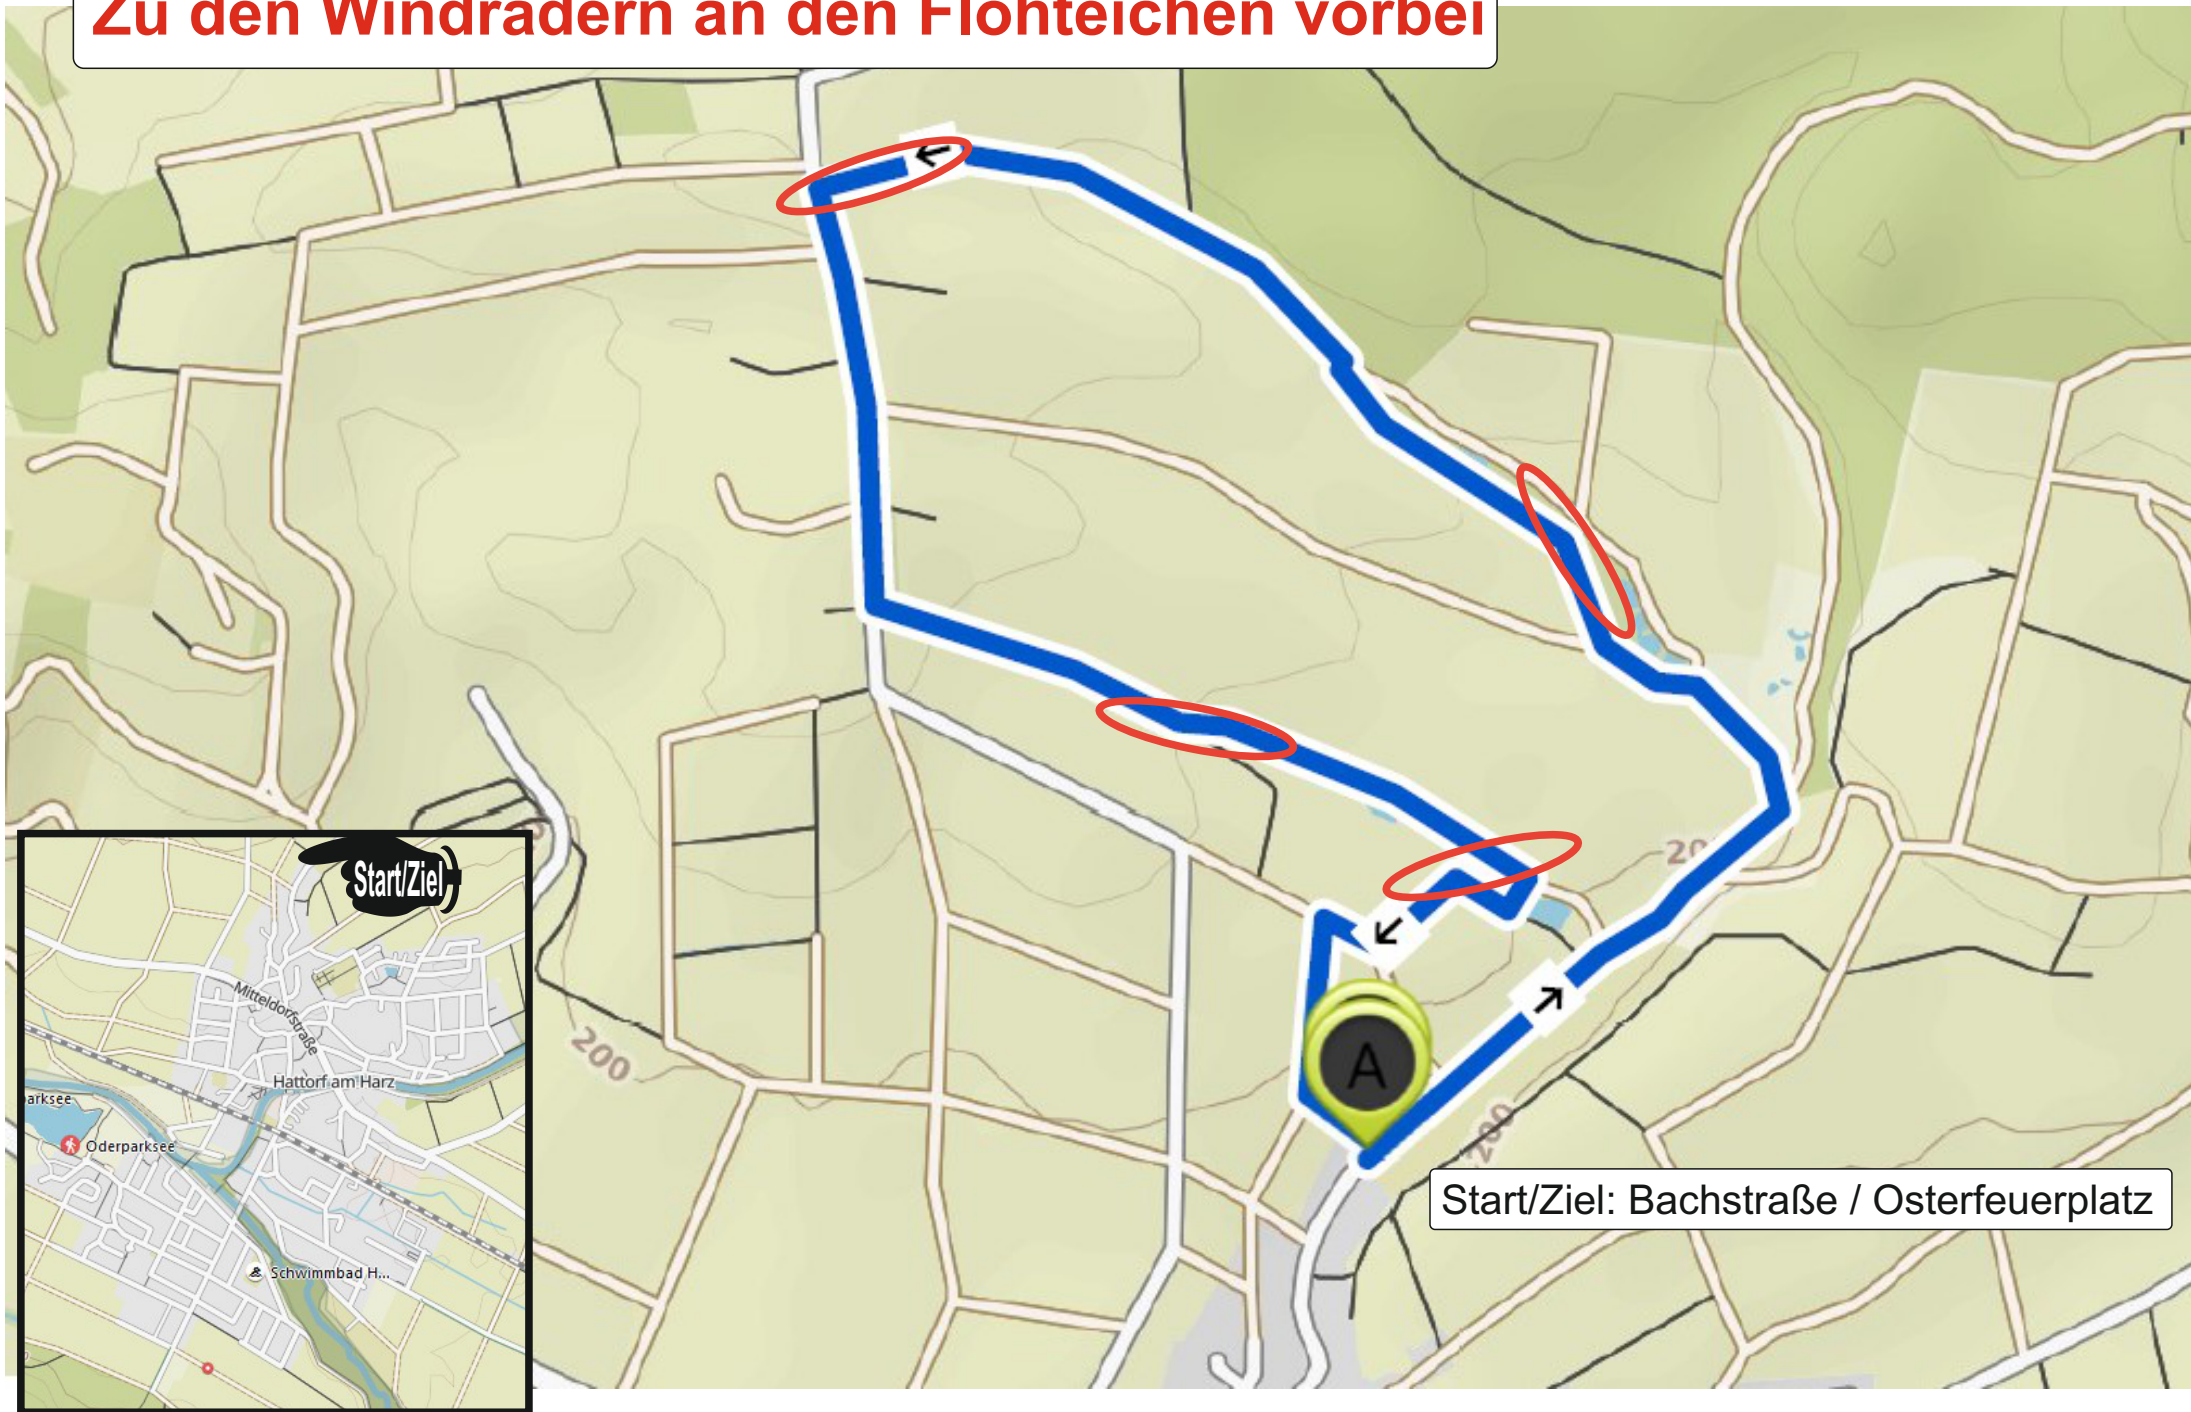 Zu den Windrädern an den Flohteichen vorbei
200
A
200
200
Start/Ziel: Bachstraße / Osterfeuerplatz
Start/Ziel
Mitteldorfstraße
Hattorf am Harz
arksee
Oderparksee
Schwimmbad H...